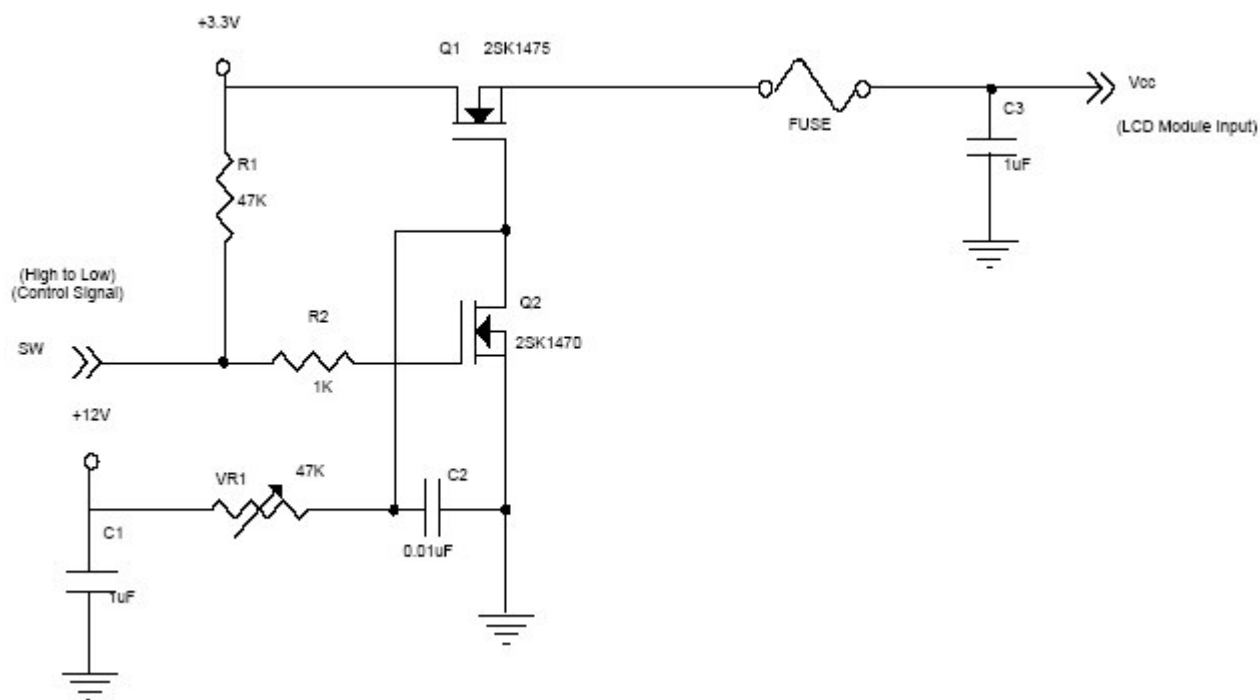 +3.3V
Q1 2SK1475
Vcc
C3
FUSE
(LCD Module Input)
R1
1uF
47K
(High to Low)
(Control Signal)
Q2
R2
2SK1470
SW
1K
+12V
47K
VR1
C2
C1
0.01uF
1uF